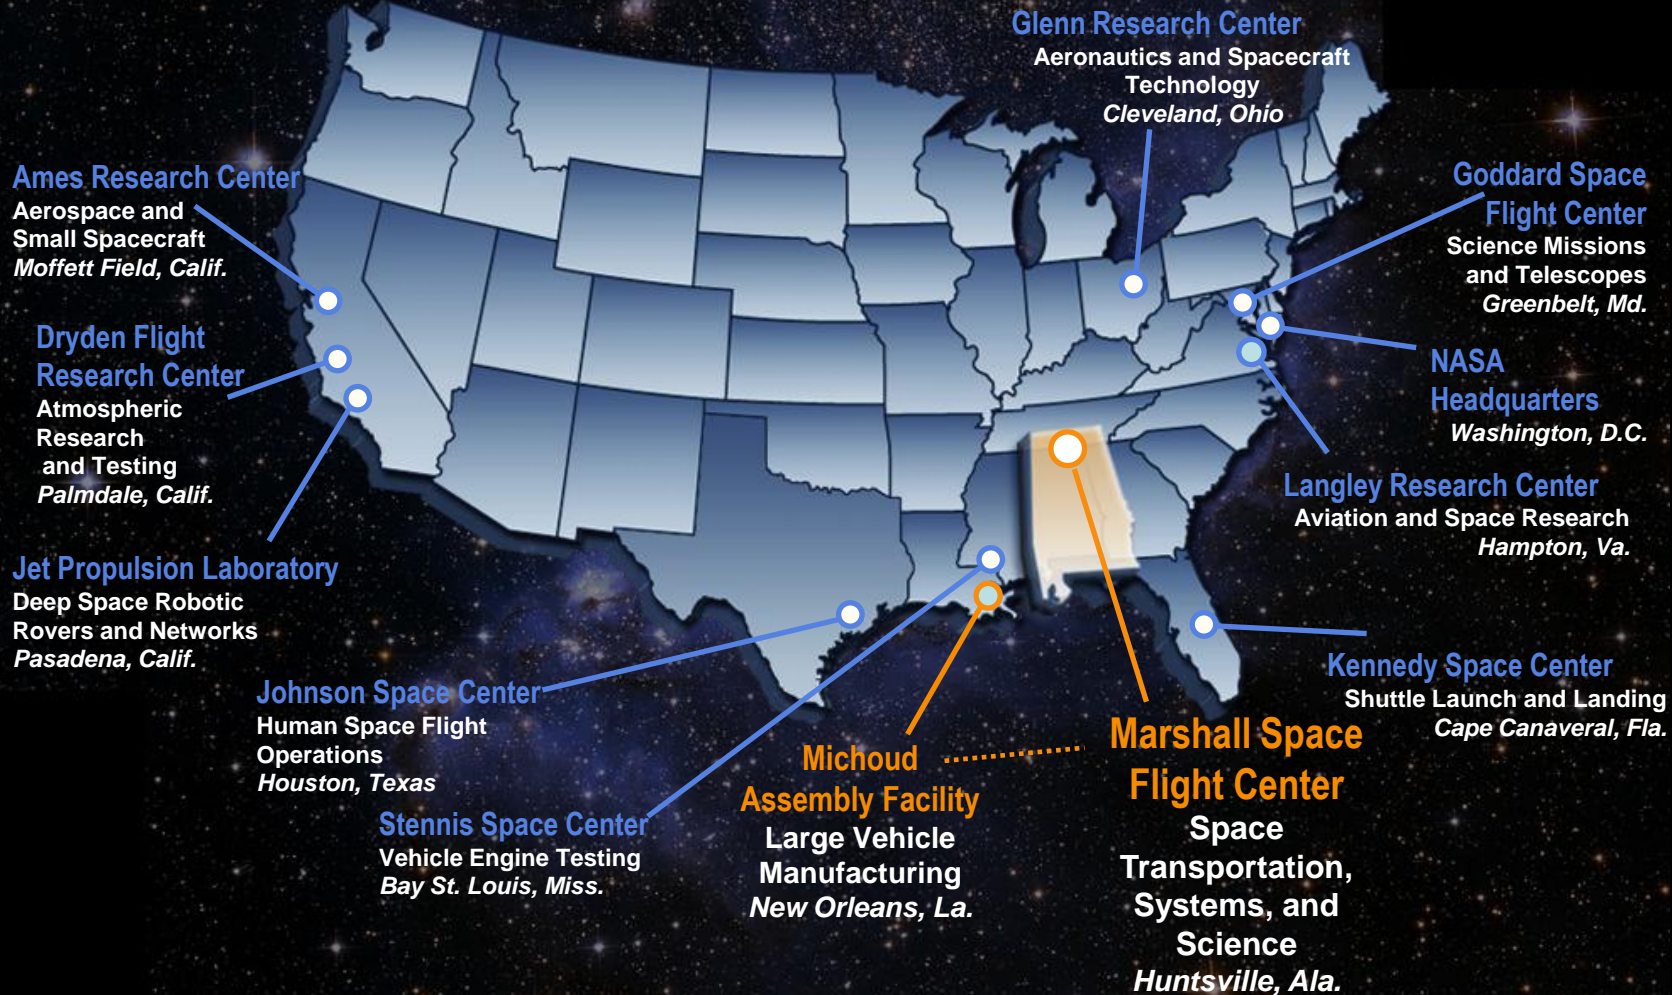 Glenn Research Center
Aeronautics and Spacecraft
Technology
Cleveland, Ohio
Ames Research Center
Aerospace and
Small Spacecraft
Moffett Field, Calif.
Goddard Space
Flight Center
Science Missions
and Telescopes
Greenbelt, Md.
Dryden Flight
Research Center
Atmospheric
Research
and Testing
Palmdale, Calif.
NASA
Headquarters
Washington, D.C.
Langley Research Center
Aviation and Space Research
Hampton, Va.
Jet Propulsion Laboratory
Deep Space Robotic
Rovers and Networks
Pasadena, Calif.
Kennedy Space Center
Shuttle Launch and Landing
Cape Canaveral, Fla.
Johnson Space Center
Human Space Flight
Operations
Houston, Texas
Stennis Space Center
Vehicle Engine Testing
Bay St. Louis, Miss.
Michoud
Assembly Facility
Large Vehicle
Manufacturing
New Orleans, La.
Marshall Space
Flight Center
Space
Transportation,
Systems, and
Science
Huntsville, Ala.